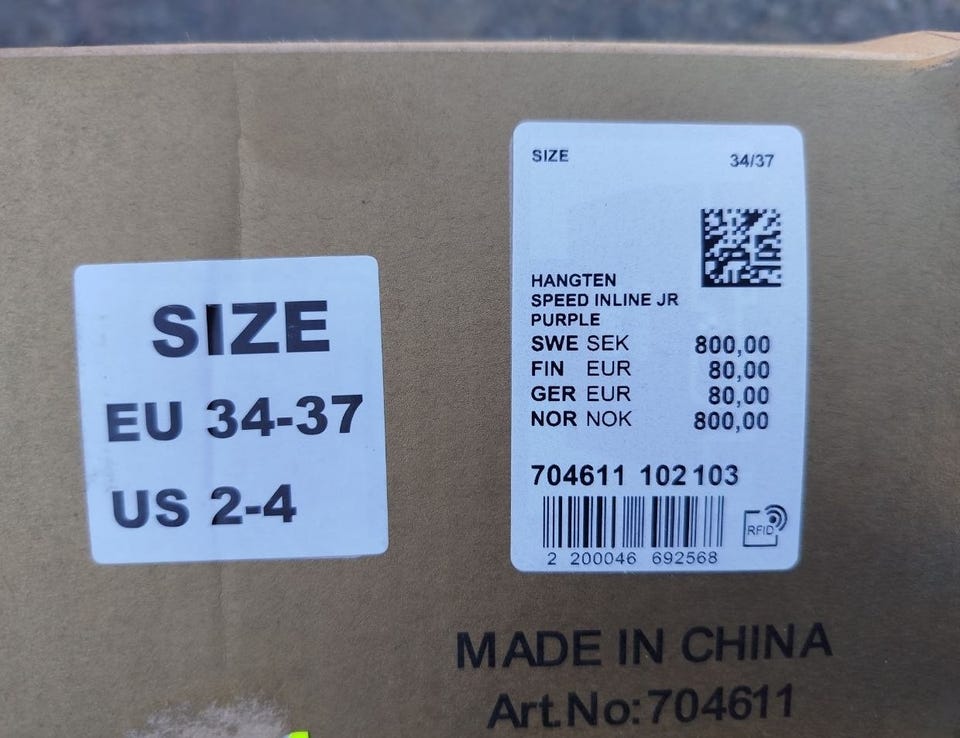 SIZE
EU 34-37
US 2-4
SIZE 34/37
HANGTEN
SPEED INLINE JR
PURPLE
SWE SEK 800,00
FIN EUR 80,00
GER EUR 80,00
NOR NOK 800,00
704611 102103
2 200046 692568
RFID
MADE IN CHINA
Art.No:704611